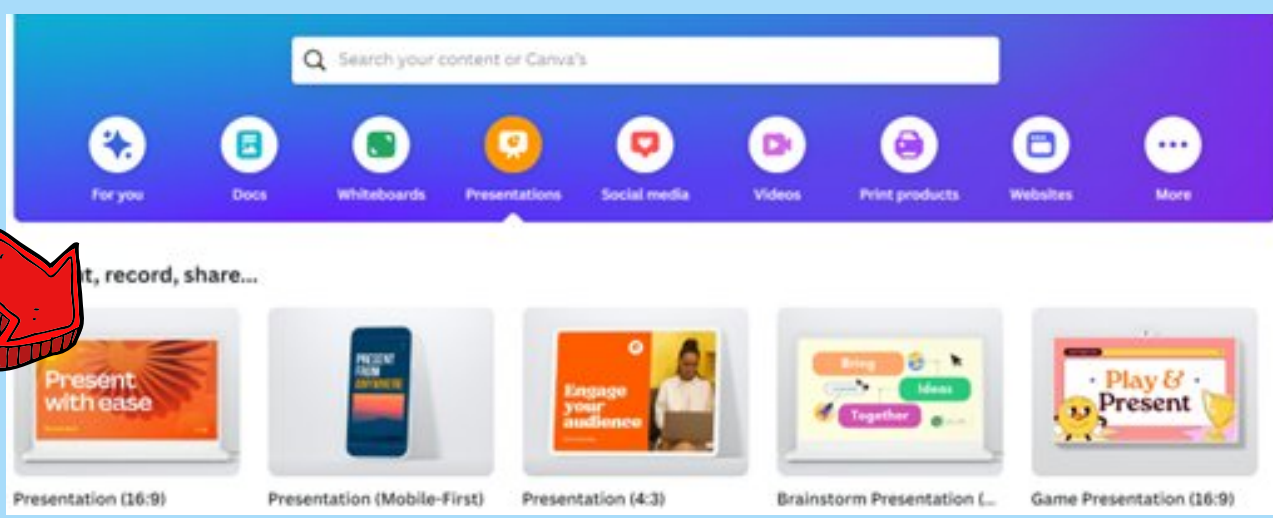 Search your content or Canva's
For you
Docs
Whiteboards
Presentations
Social media
Videos
Print products
Websites
More
t, record, share...
Present
with ease
PRESENT
FROM
ANYWHERE
Engage
your
audience
Bring
Ideas
Together
Play &
Present
Presentation (16:9)
Presentation (Mobile-First)
Presentation (4:3)
Brainstorm Presentation (...
Game Presentation (16:9)